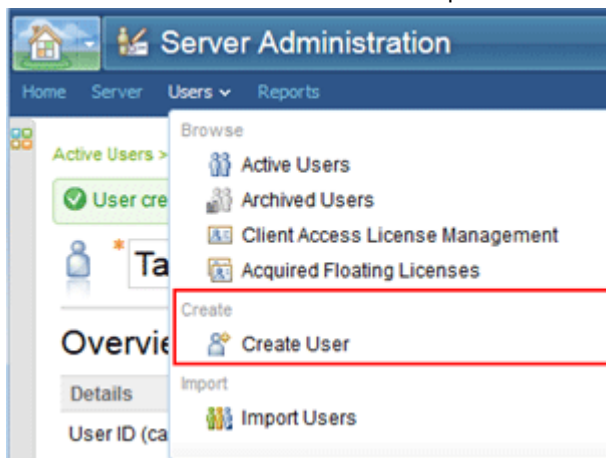 Server Administration
Home Server Users Reports
Browse
Active Users >
Active Users
User cre
Archived Users
Client Access License Management
* Ta
Acquired Floating Licenses
Create
Overvie
Create User
Details
Import
User ID (ca
Import Users